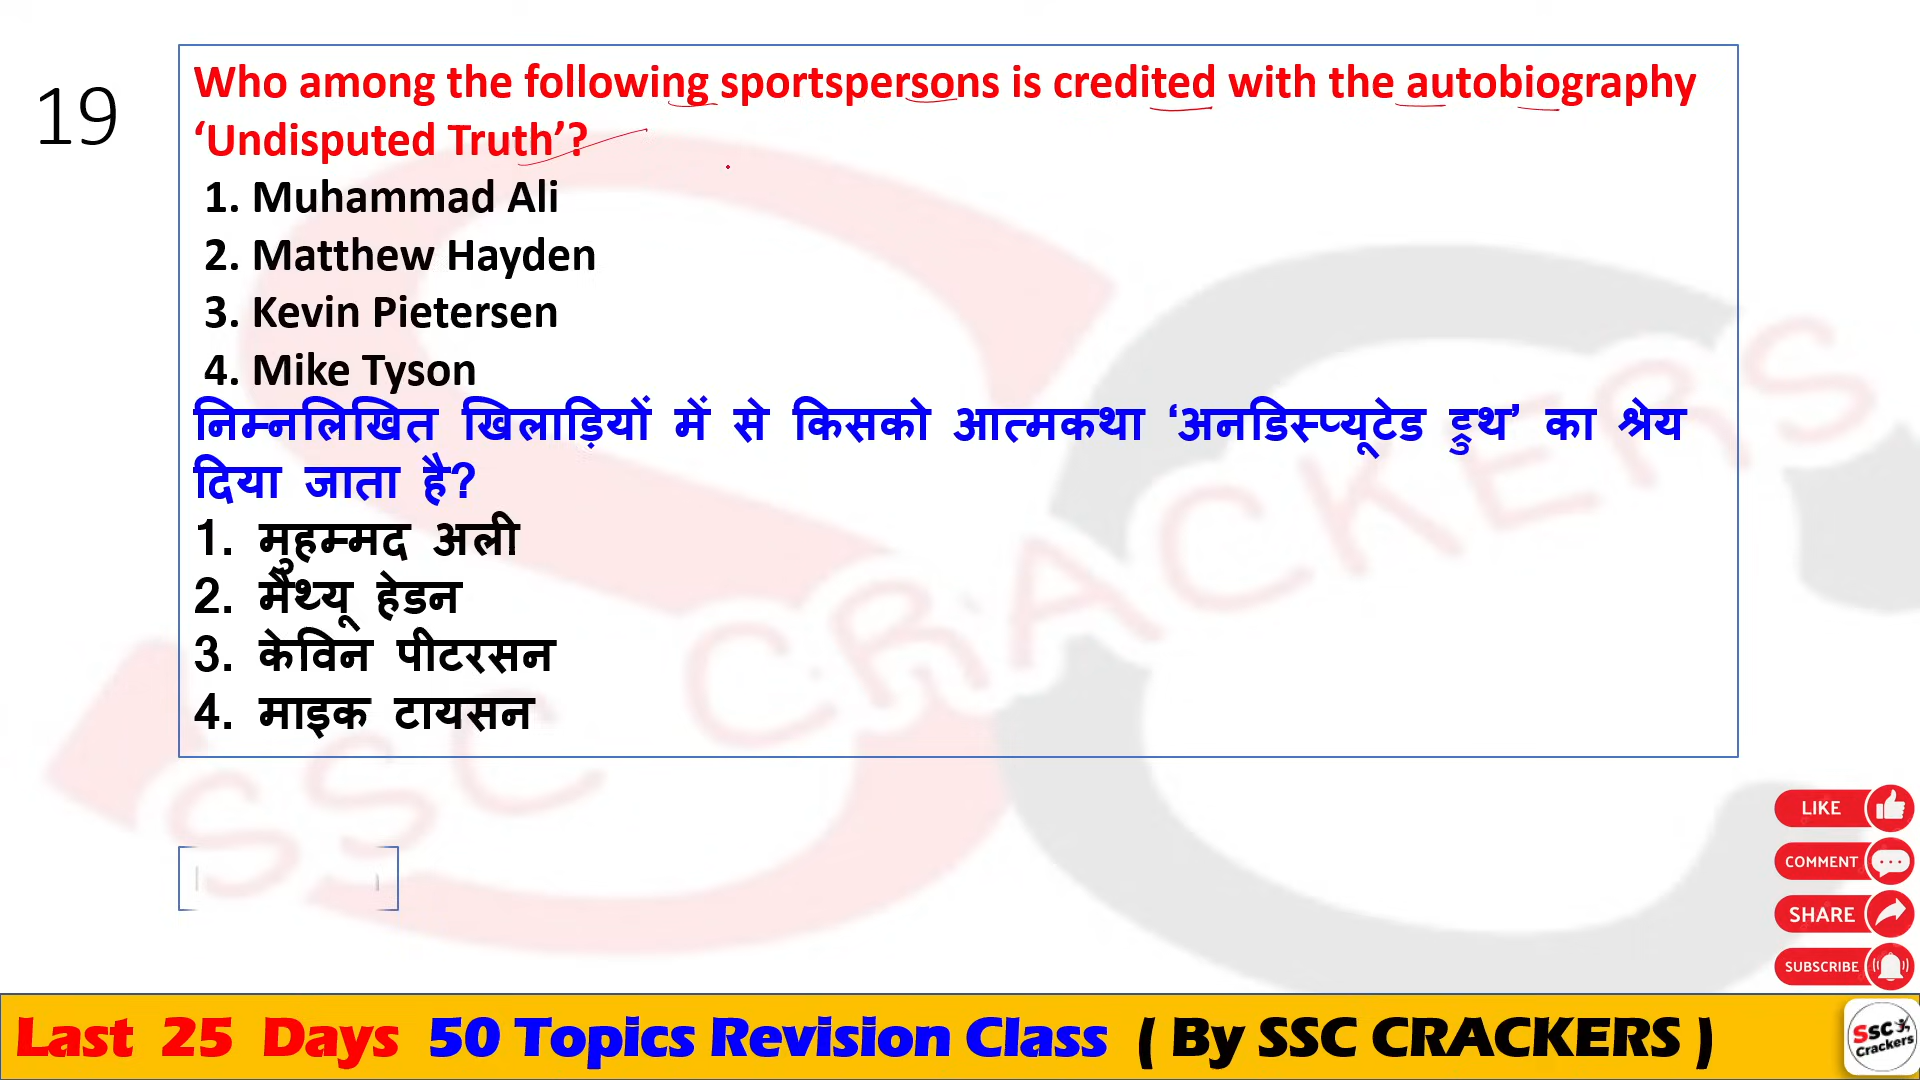 19
Who among the following sportspersons is credited with the autobiography
‘Undisputed Truth’?
1. Muhammad Ali
2. Matthew Hayden
3. Kevin Pietersen
4. Mike Tyson
निम्नलिखित खिलाड़ियों में से किसको आत्मकथा ‘अनडिस्प्यूटेड ट्रुथ’ का श्रेय
दिया जाता है?
1. मुहम्मद अली
2. मैथ्यू हेडन
3. केविन पीटरसन
4. माइक टायसन
SSC CRACKERS
LIKE
COMMENT
SHARE
SUBSCRIBE
Last 25 Days 50 Topics Revision Class ( By SSC CRACKERS )
SSC
Crackers